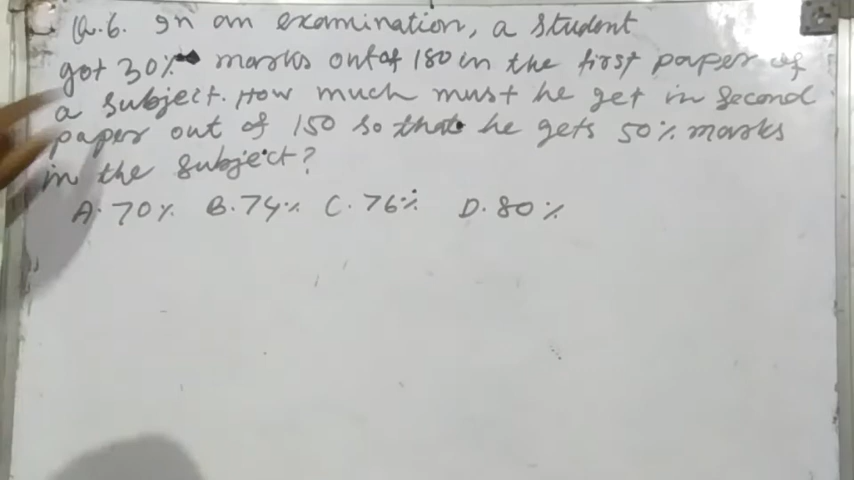 Q.6. In an examination, a student
got 30% marks out of 180 in the first paper of
a subject. How much must he get in second
paper out of 150 so that he gets 50% marks
in the subject?
A. 70% B. 74% C. 76% D. 80%